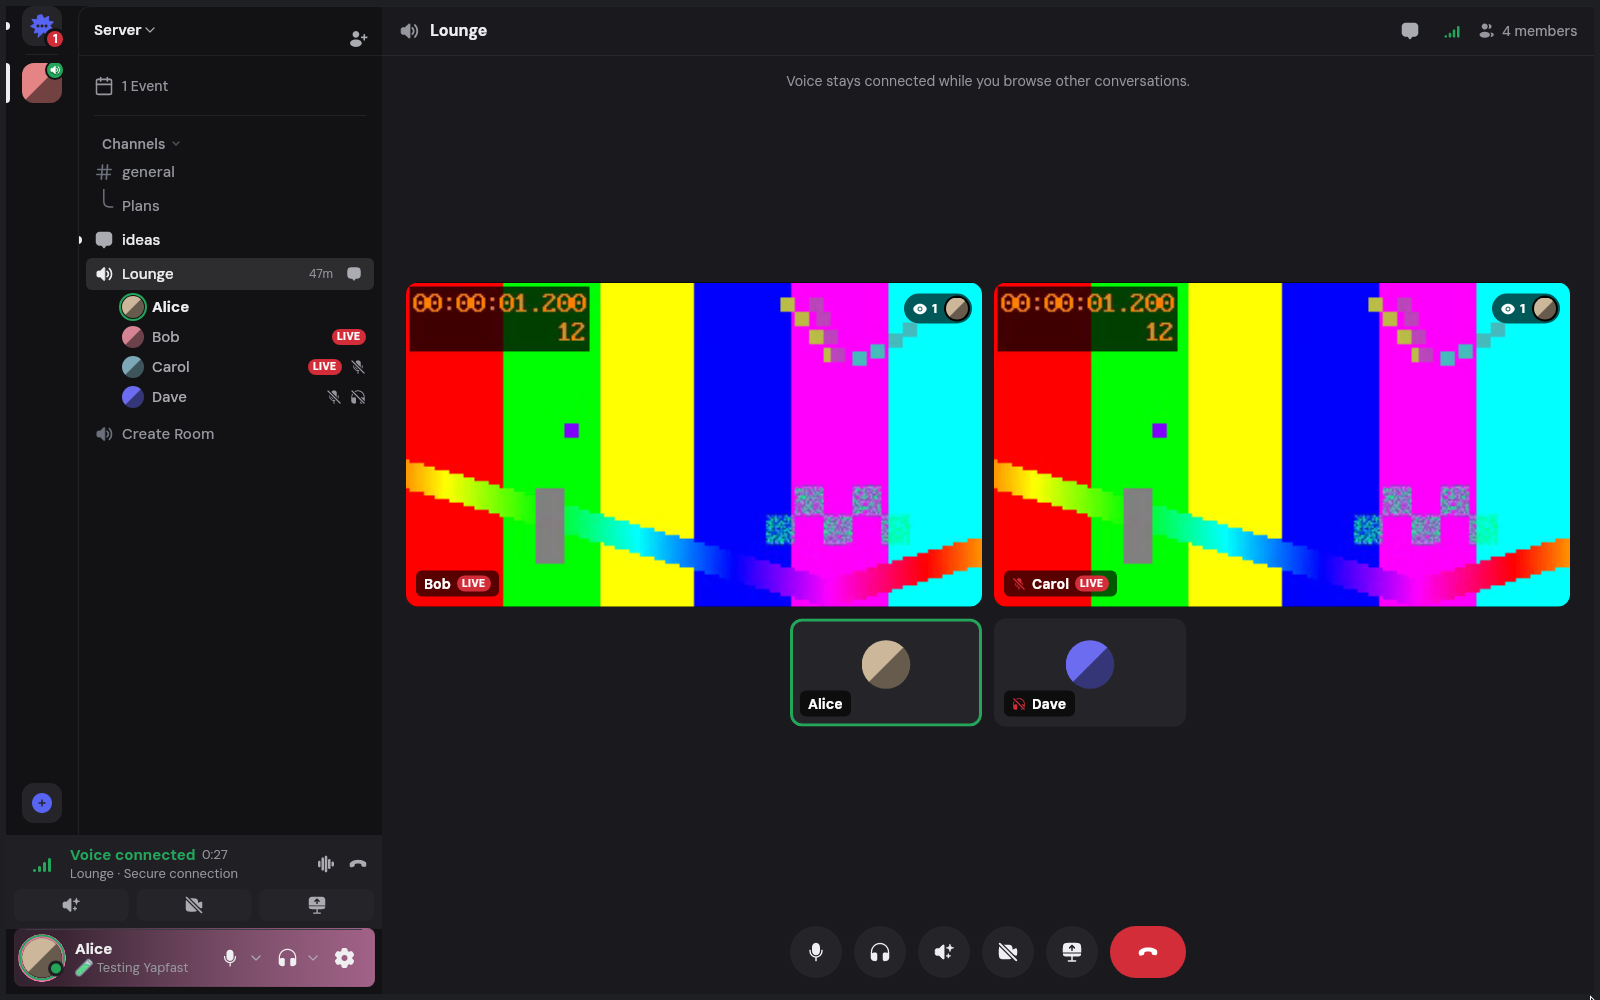 1
Server
1 Event
Channels
general
Plans
ideas
Lounge
47m
Alice
Bob
LIVE
Carol
LIVE
Dave
Create Room
Voice connected 0:27
Lounge · Secure connection
Alice
Testing Yapfast
Lounge
4 members
Voice stays connected while you browse other conversations.
00:00:01.200
12
1
Bob LIVE
00:00:01.200
12
1
Carol LIVE
Alice
Dave